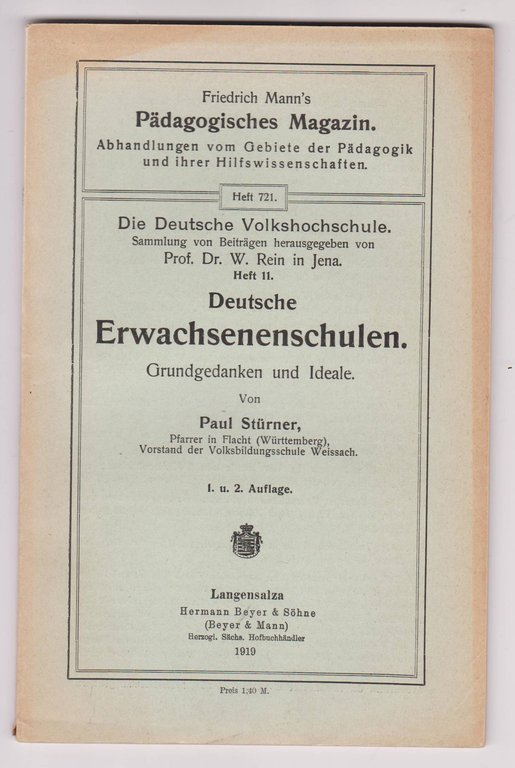 Friedrich Mann's
Pädagogisches Magazin.
Abhandlungen vom Gebiete der Pädagogik
und ihrer Hilfswissenschaften.
Heft 721.
Die Deutsche Volkshochschule.
Sammlung von Beiträgen herausgegeben von
Prof. Dr. W. Rein in Jena.
Heft 11.
Deutsche
Erwachsenenschulen.
Grundgedanken und Ideale.
Von
Paul Stürner,
Pfarrer in Flacht (Württemberg),
Vorstand der Volksbildungsschule Weissach.
1. u. 2. Auflage.
Langensalza
Hermann Beyer & Söhne
(Beyer & Mann)
Herzogl. Sächs. Hofbuchhändler
1919
Preis 1,40 M.